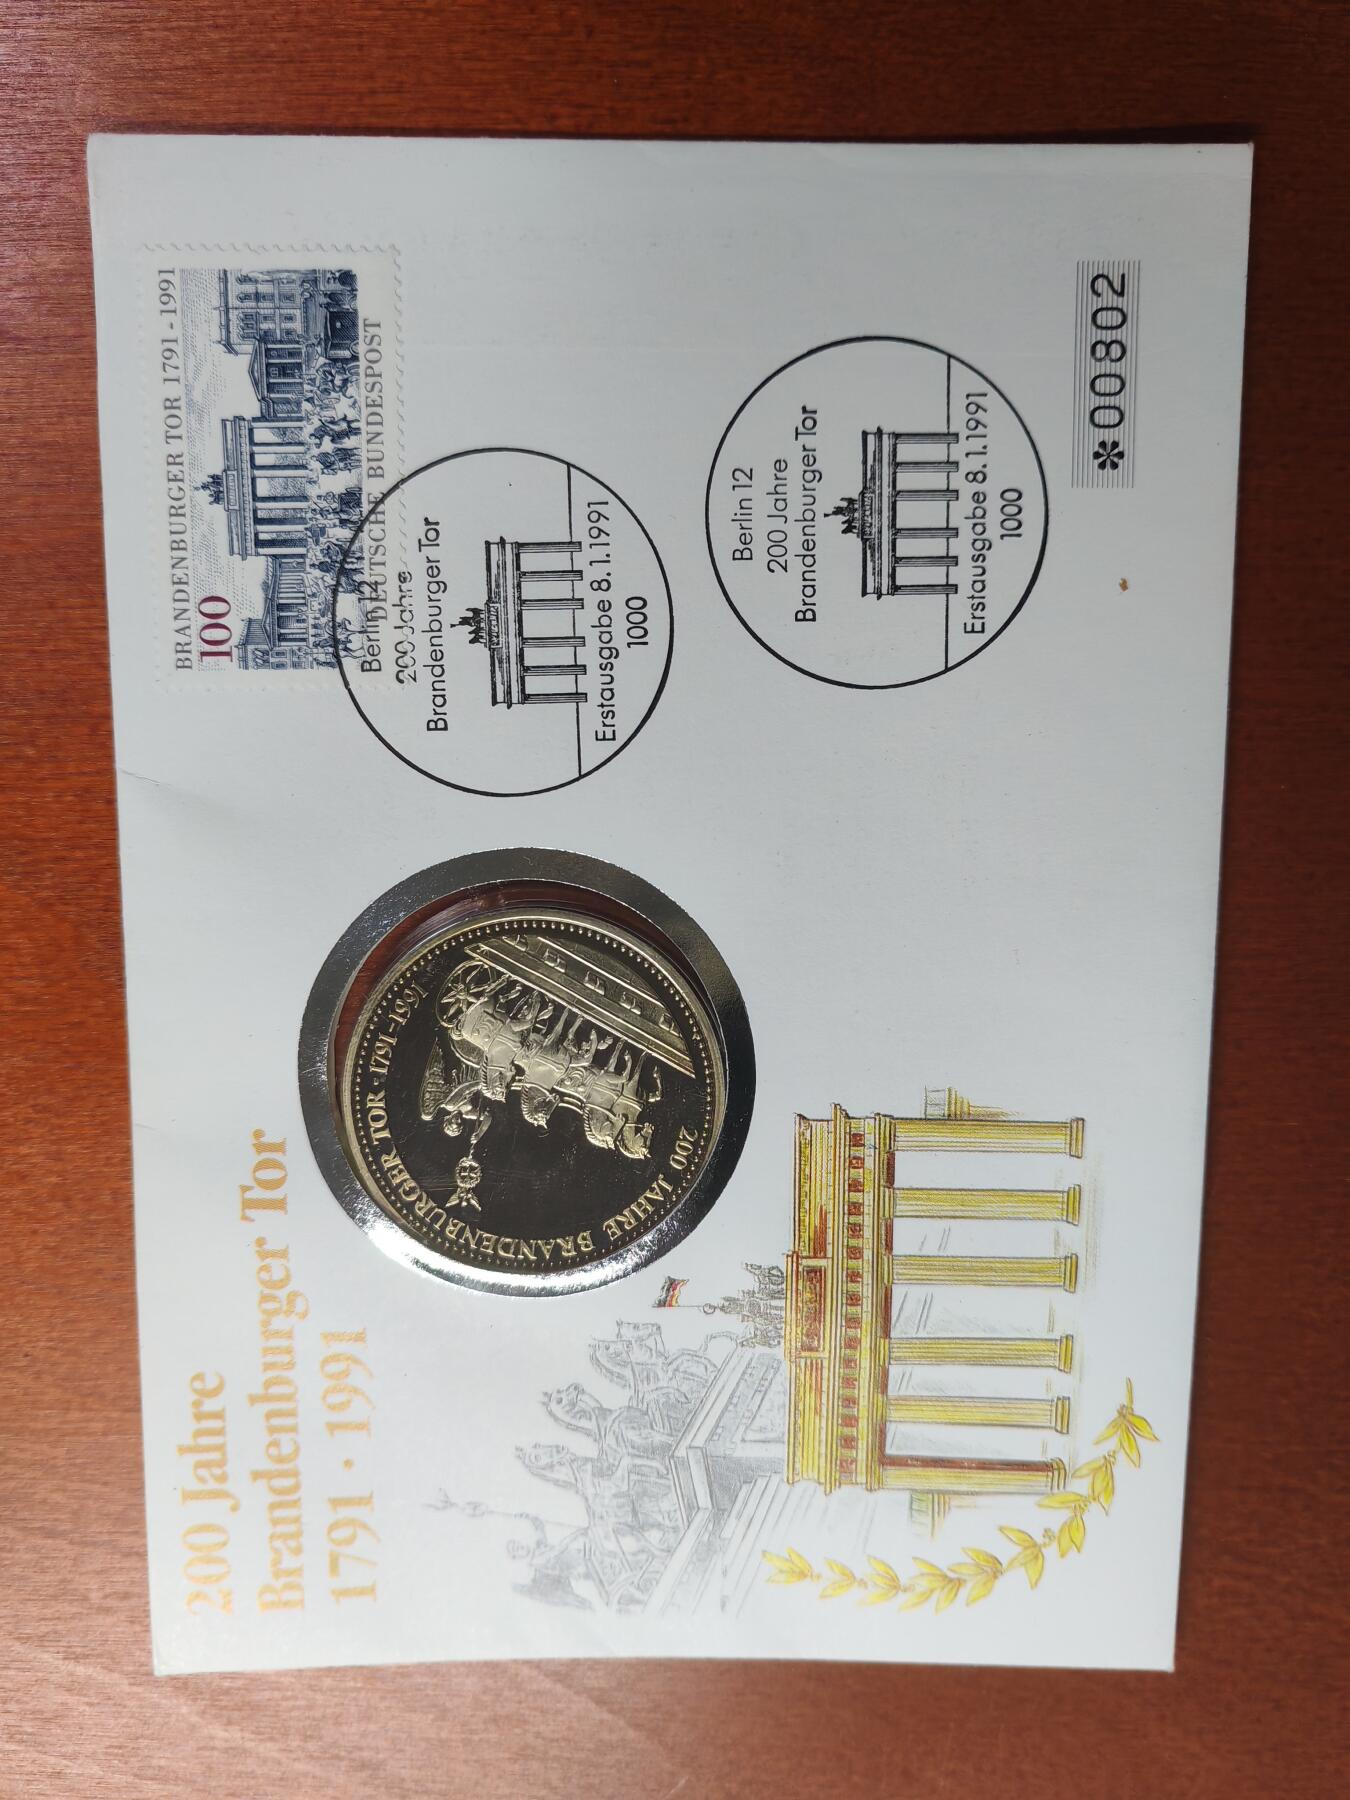 200 Jahre
Brandenburger Tor
1791 · 1991
200 JAHRE BRANDENBURGER TOR · 1791-1991
BRANDENBURGER TOR 1791 - 1991
100
DEUTSCHE BUNDESPOST
Berlin 12
200 Jahre
Brandenburger Tor
Erstausgabe 8.1.1991
1000
Berlin 12
200 Jahre
Brandenburger Tor
Erstausgabe 8.1.1991
1000
*00802